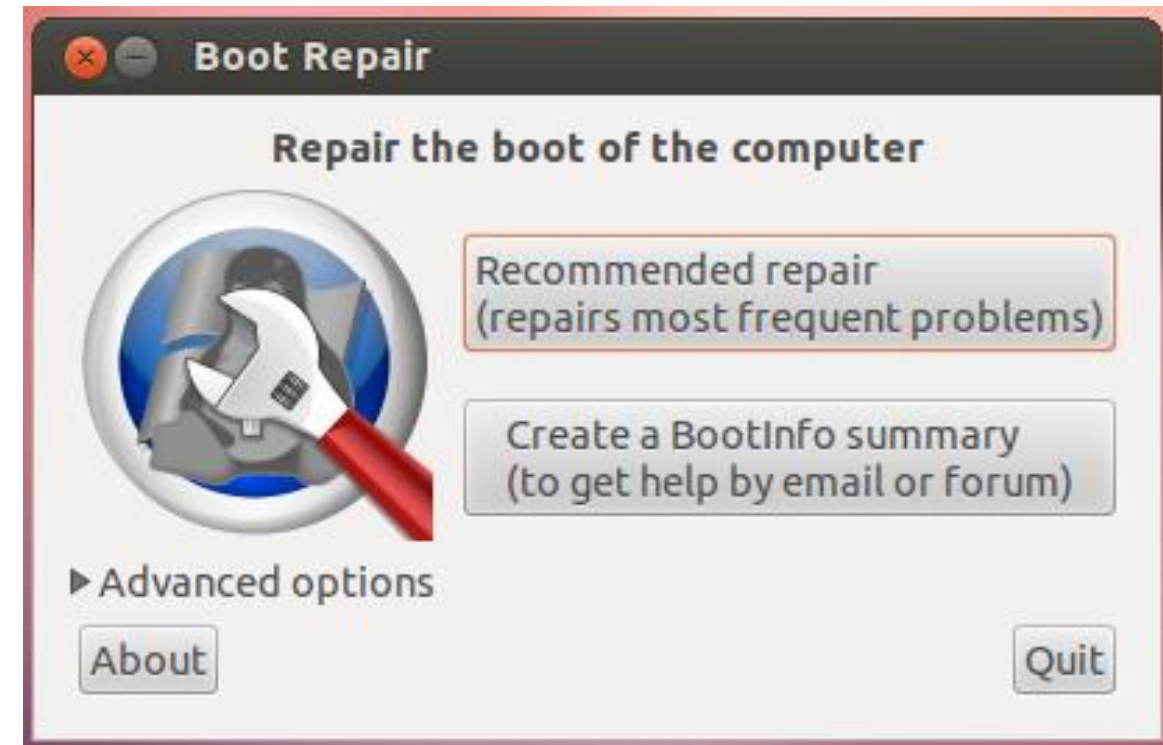 Boot Repair
Repair the boot of the computer
Recommended repair
(repairs most frequent problems)
Create a BootInfo summary
(to get help by email or forum)
Advanced options
About
Quit